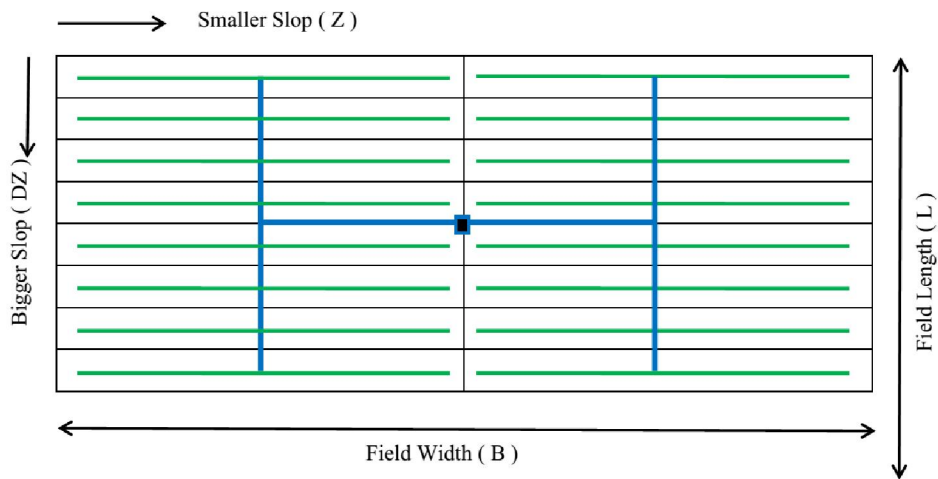 Smaller Slop ( Z )
Bigger Slop ( DZ )
Field Length ( L )
Field Width ( B )